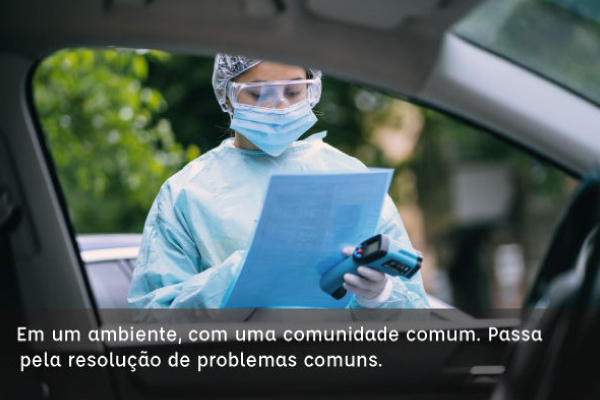 Em um ambiente, com uma comunidade comum. Passa
pela resolução de problemas comuns.